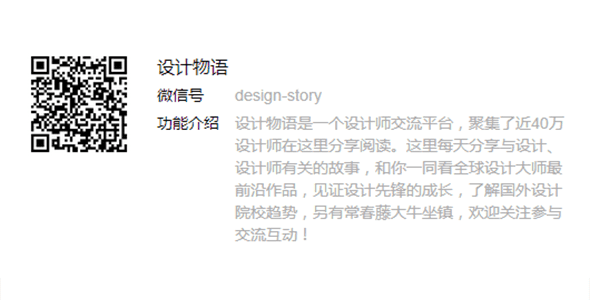 设计物语
微信号 design-story
功能介绍 设计物语是一个设计师交流平台，聚集了近40万
设计师在这里分享阅读。这里每天分享与设计、
设计师有关的故事，和你一同看全球设计大师最
前沿作品，见证设计先锋的成长，了解国外设计
院校趋势，另有常春藤大牛坐镇，欢迎关注参与
交流互动！